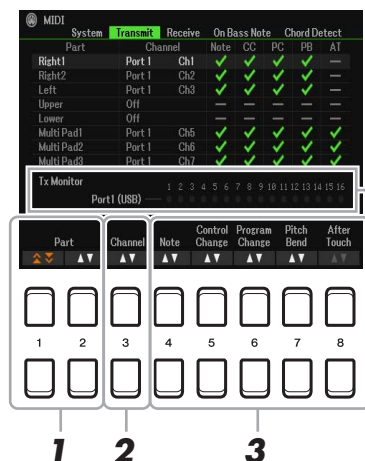 MIDI
System Transmit Receive On Bass Note Chord Detect
Part Channel Note CC PC PB AT
Right1 Port 1 Ch1 ✓ ✓ ✓ ✓ —
Right2 Port 1 Ch2 ✓ ✓ ✓ ✓ —
Left Port 1 Ch3 ✓ ✓ ✓ ✓ —
Upper Off — — — — —
Lower Off — — — — —
Multi Pad1 Port 1 Ch5 ✓ ✓ ✓ ✓ ✓
Multi Pad2 Port 1 Ch6 ✓ ✓ ✓ ✓ ✓
Multi Pad3 Port 1 Ch7 ✓ ✓ ✓ ✓ ✓
Tx Monitor 1 2 3 4 5 6 7 8 9 10 11 12 13 14 15 16
Port1 (USB)
Part Channel Note Control Change Program Change Pitch Bend After Touch
1 2 3 4 5 6 7 8
1 2 3